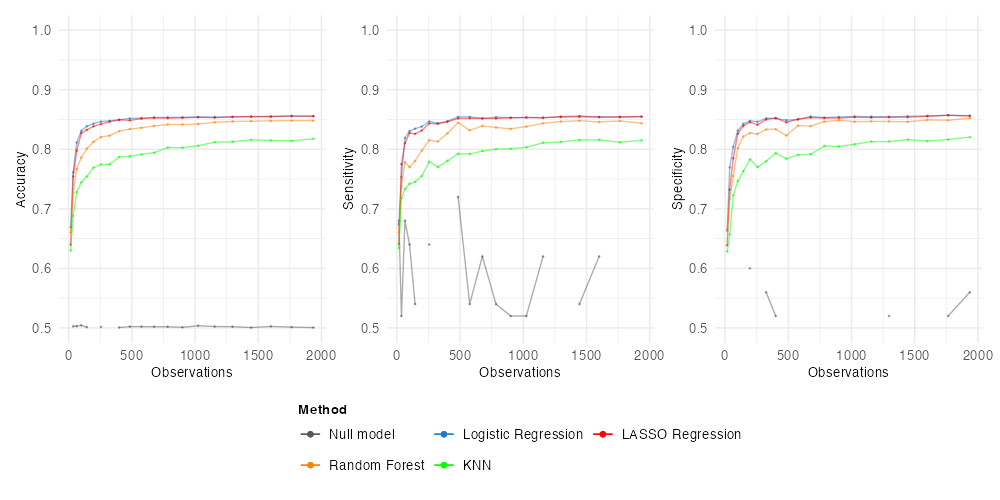 1.0 1.0 1.0
0.9 0.9 0.9
0.8 0.8 0.8
0.7 0.7 0.7
0.6 0.6 0.6
0.5 0.5 0.5
Accuracy Sensitivity Specificity
0 500 1000 1500 2000 0 500 1000 1500 2000 0 500 1000 1500 2000
Observations Observations Observations
Method
Null model Logistic Regression LASSO Regression
Random Forest KNN